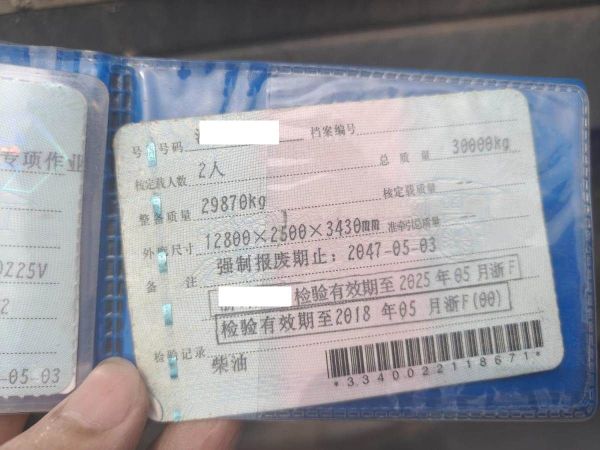 专项作业
Z25V
2
05-03
号牌号码
档案编号
核定载人数 2人
总质量 30000kg
整备质量 29870kg
核定载质量
外廓尺寸 12800×2500×3430mm 准牵引总质量
备注 强制报废期止：2047-05-03
检验有效期至2025年05月浙F
检验有效期至2018年05月浙F(00)
检验记录
柴油
*3340022118671*